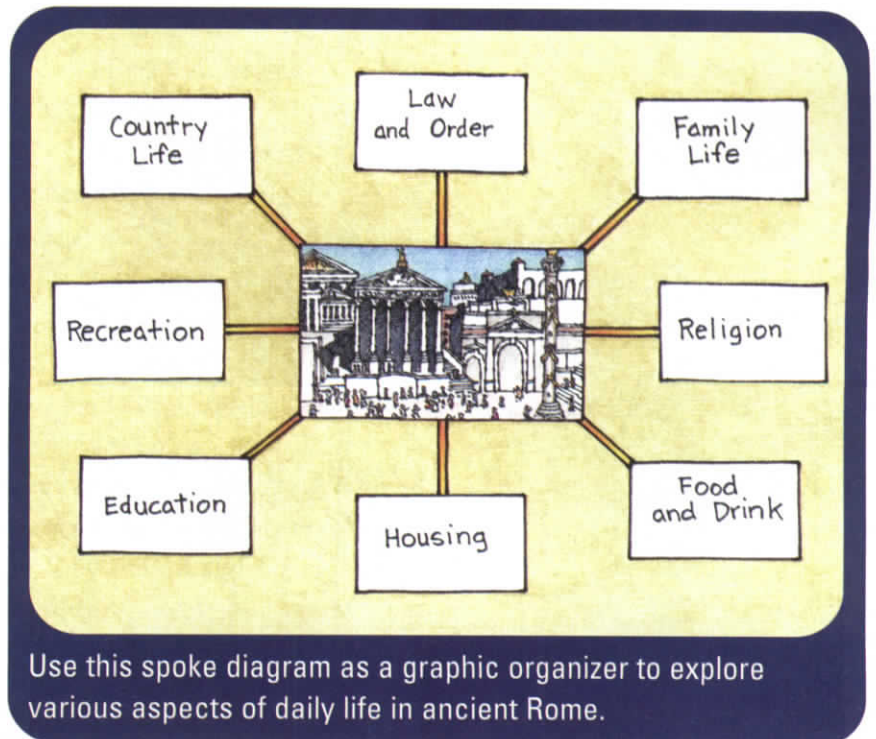 Country
Life
Law
and Order
Family
Life
Recreation
Religion
Education
Housing
Food
and Drink
Use this spoke diagram as a graphic organizer to explore
various aspects of daily life in ancient Rome.